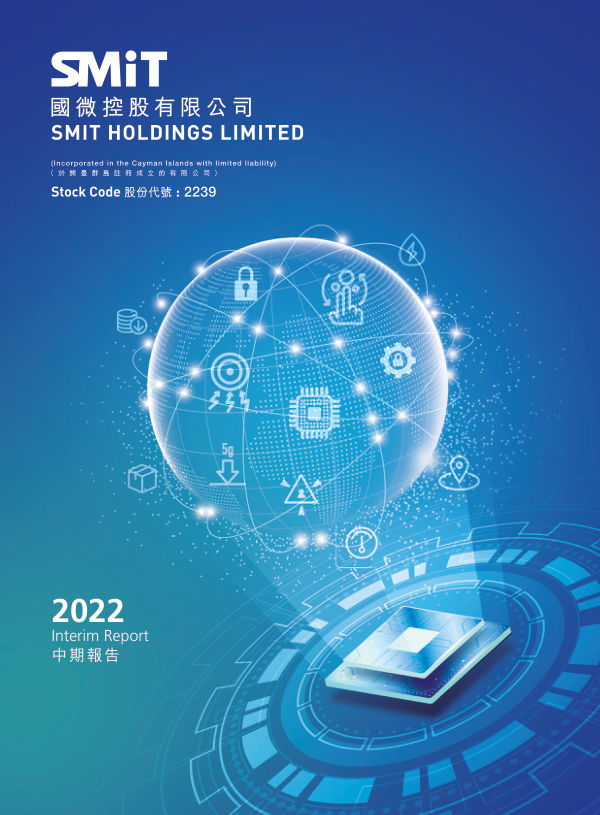 SMiT
國微控股有限公司
SMIT HOLDINGS LIMITED
(Incorporated in the Cayman Islands with limited liability)
(於開曼群島註冊成立的有限公司)
Stock Code 股份代號：2239
5g
2022
Interim Report
中期報告